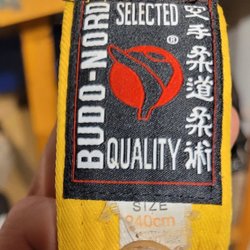 BUDO-NORD
SELECTED
®
QUALITY
空手柔道柔術
SIZE
240cm